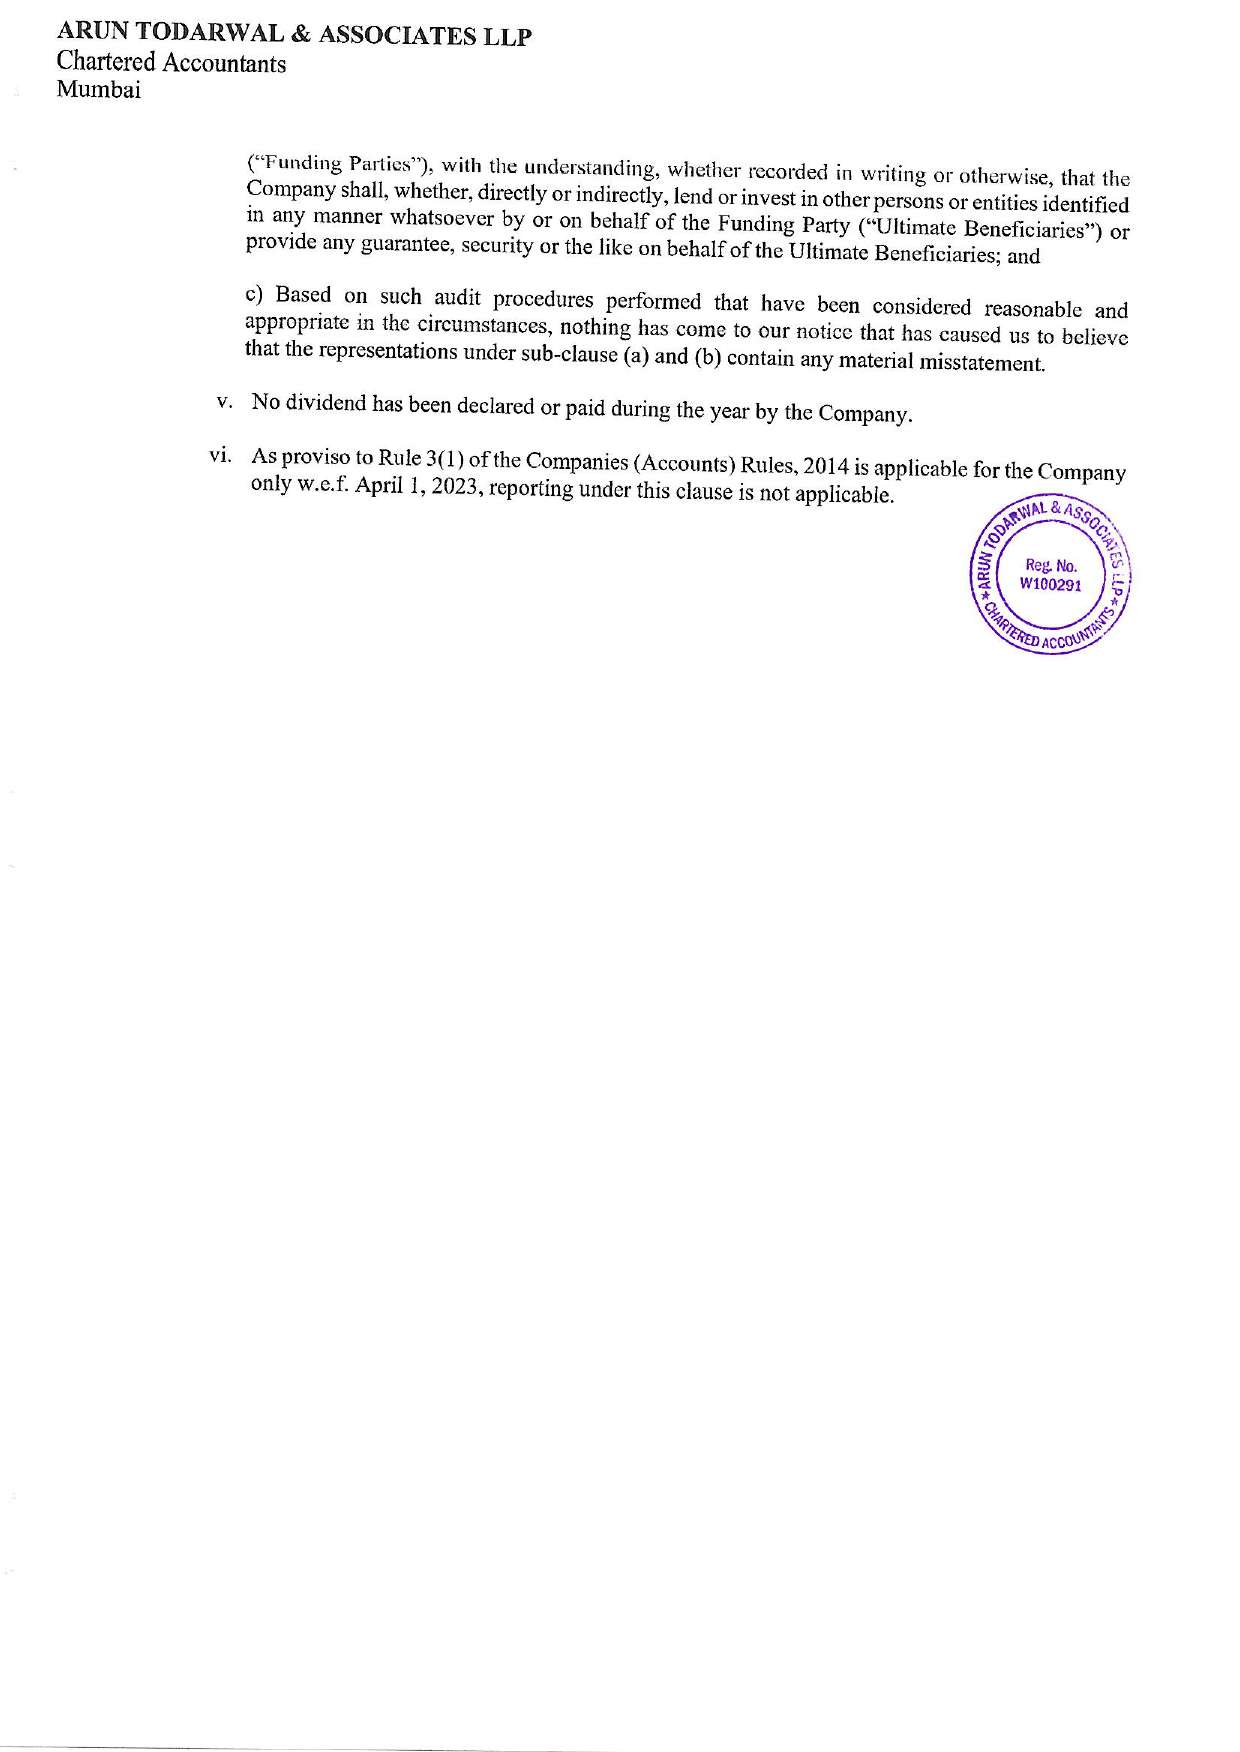 ARUN TODARWAL & ASSOCIATES LLP
Chartered Accountants
Mumbai
(“Funding Parties”), with the understanding, whether recorded in writing or otherwise, that the
Company shall, whether, directly or indirectly, lend or invest in other persons or entities identified
in any manner whatsoever by or on behalf of the Funding Party (“Ultimate Beneficiaries”) or
provide any guarantee, security or the like on behalf of the Ultimate Beneficiaries; and
c) Based on such audit procedures performed that have been considered reasonable and
appropriate in the circumstances, nothing has come to our notice that has caused us to believe
that the representations under sub-clause (a) and (b) contain any material misstatement.
v. No dividend has been declared or paid during the year by the Company.
vi. As proviso to Rule 3(1) of the Companies (Accounts) Rules, 2014 is applicable for the Company
only w.e.f. April 1, 2023, reporting under this clause is not applicable.
ARUN TODARWAL & ASSOCIATES LLP
Reg. No.
W100291
★ CHARTERED ACCOUNTANTS ★